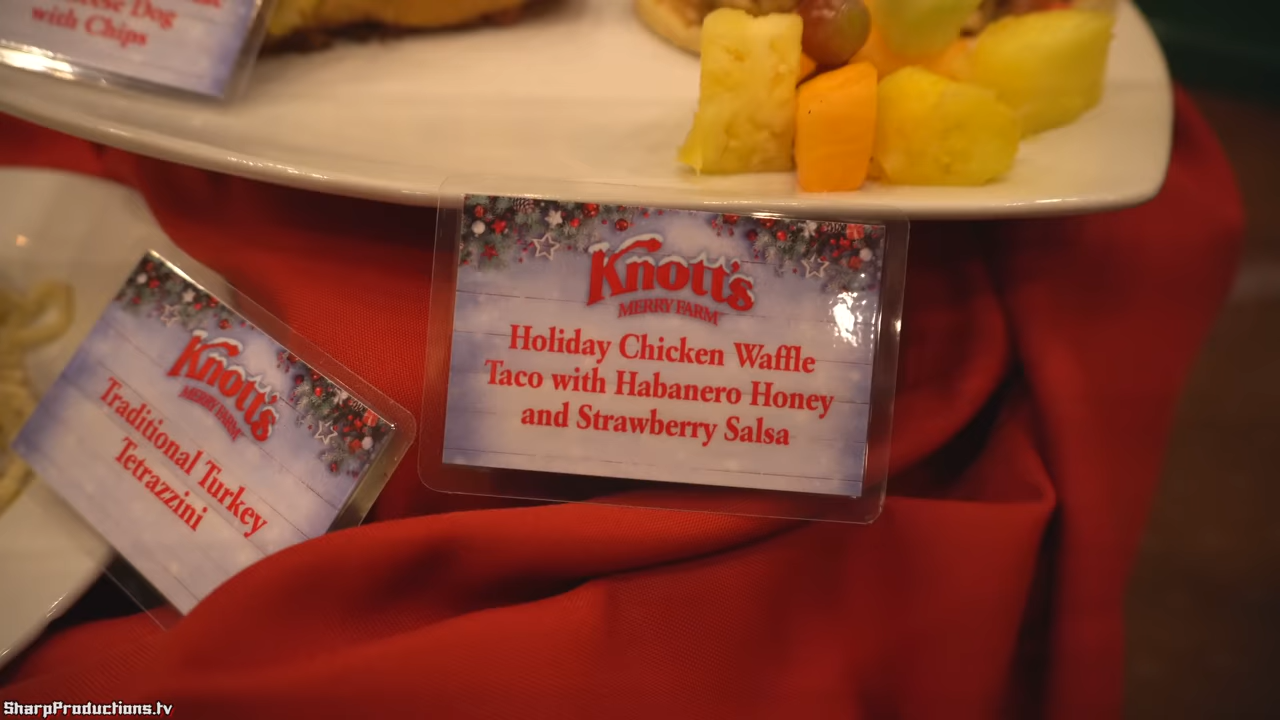 with Chips
Knott's
MERRY FARM
Holiday Chicken Waffle
Taco with Habanero Honey
and Strawberry Salsa
Knott's
MERRY FARM
Traditional Turkey
Tetrazzini
SharpProductions.tv